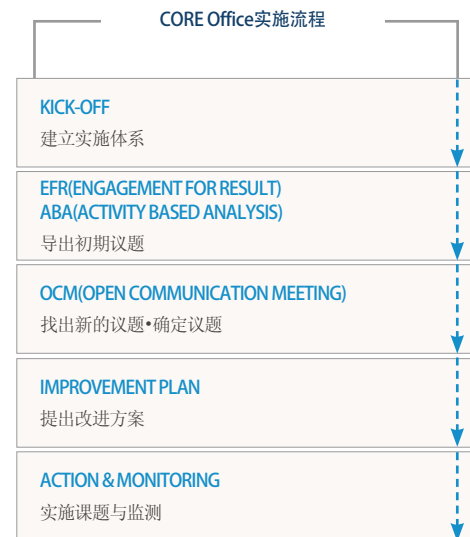 CORE Office实施流程
KICK-OFF
建立实施体系
EFR(ENGAGEMENT FOR RESULT)
ABA(ACTIVITY BASED ANALYSIS)
导出初期议题
OCM(OPEN COMMUNICATION MEETING)
找出新的议题•确定议题
IMPROVEMENT PLAN
提出改进方案
ACTION & MONITORING
实施课题与监测